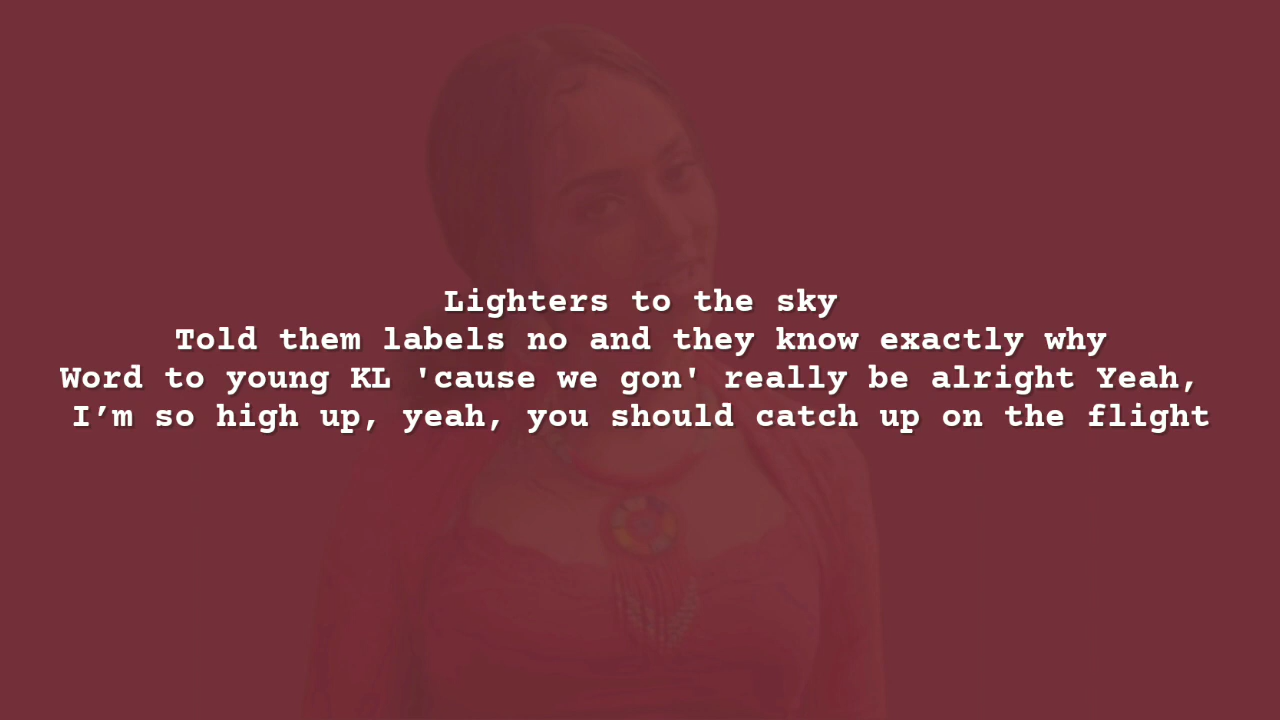 Lighters to the sky
Told them labels no and they know exactly why
Word to young KL 'cause we gon' really be alright Yeah,
I’m so high up, yeah, you should catch up on the flight